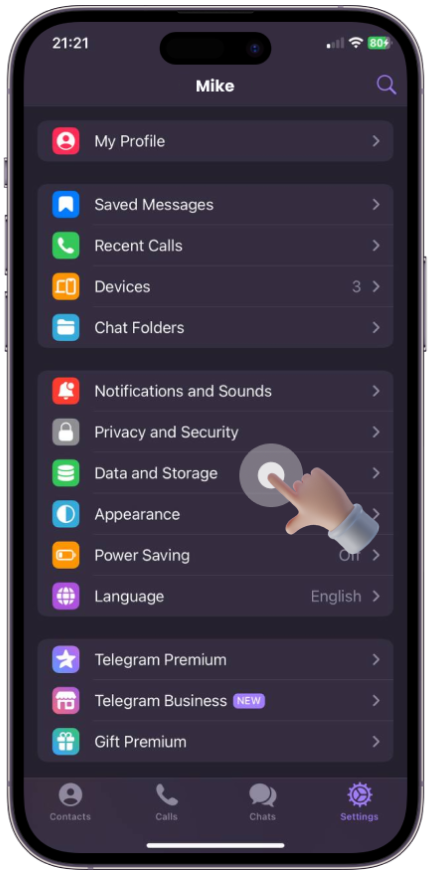 21:21
80
Mike
My Profile
Saved Messages
Recent Calls
Devices 3
Chat Folders
Notifications and Sounds
Privacy and Security
Data and Storage
Appearance
Power Saving
Language English
Telegram Premium
Telegram Business NEW
Gift Premium
Contacts Calls Chats Settings